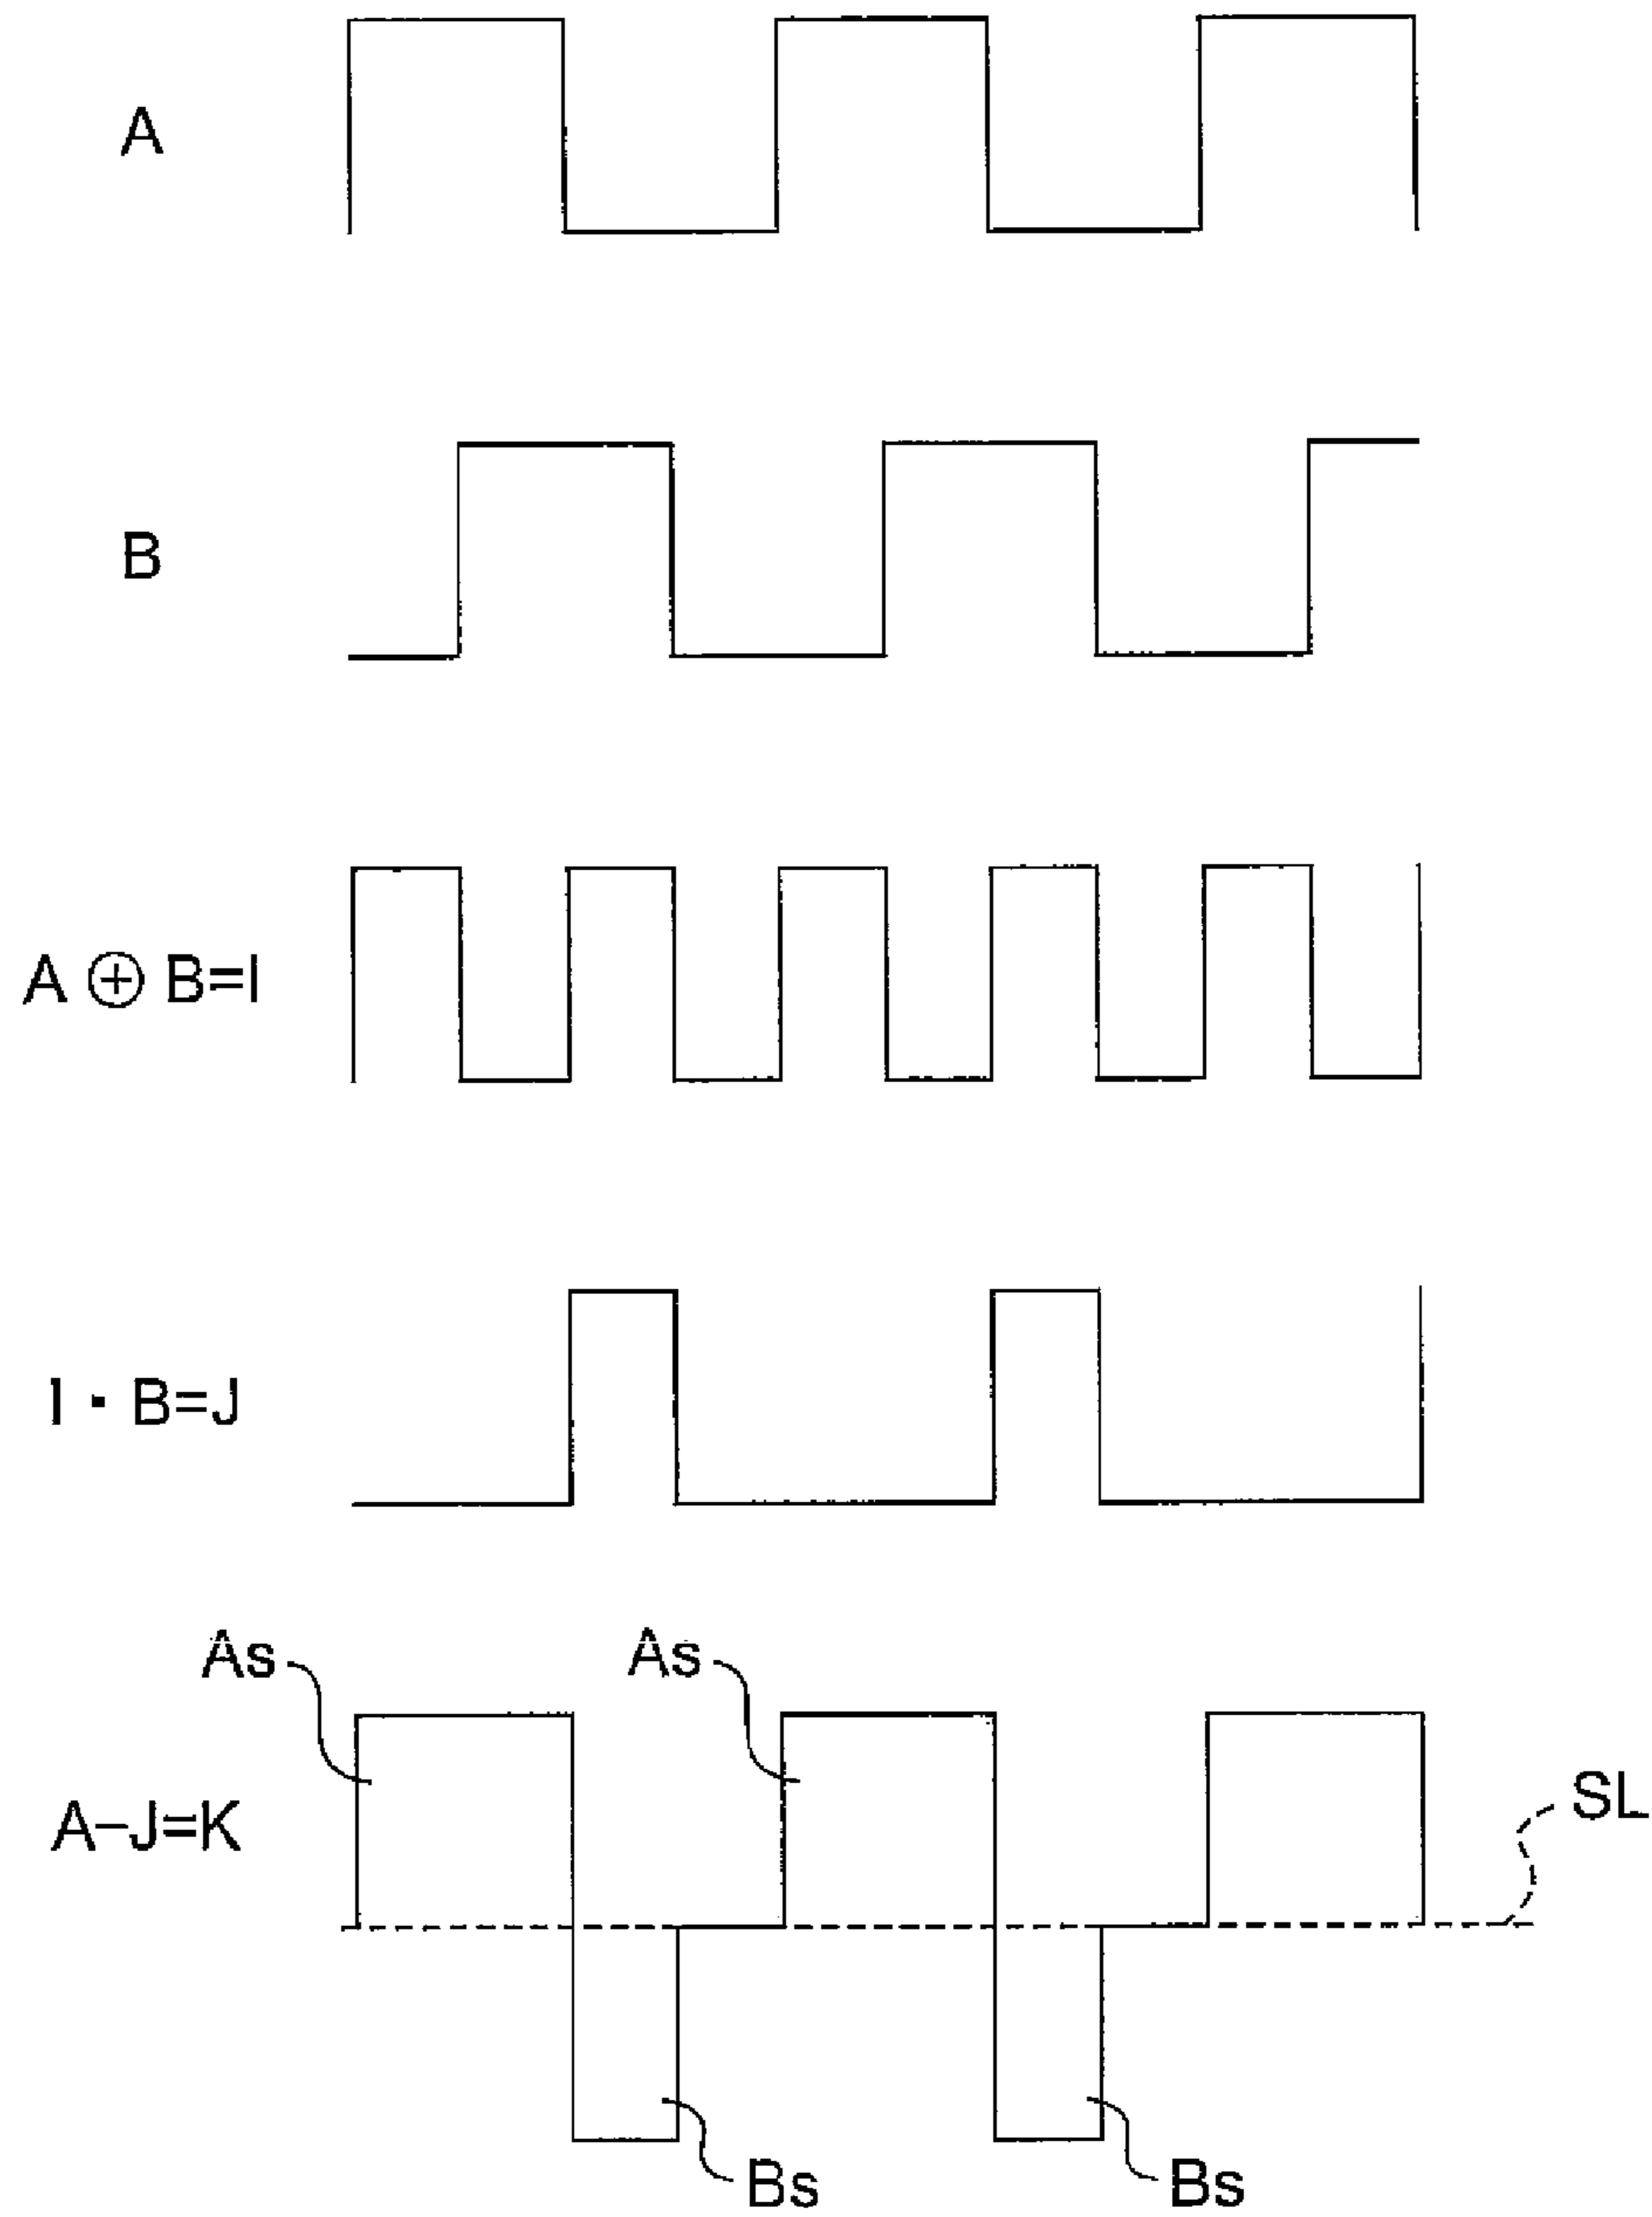 A
B
A ⊕ B=I
I · B=J
As As
A−J=K
SL
Bs Bs